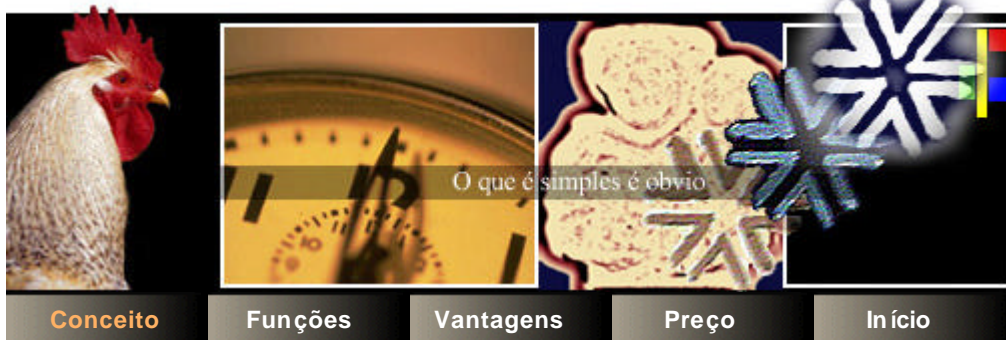 O que é simples é obvio
Conceito Funções Vantagens Preço Início